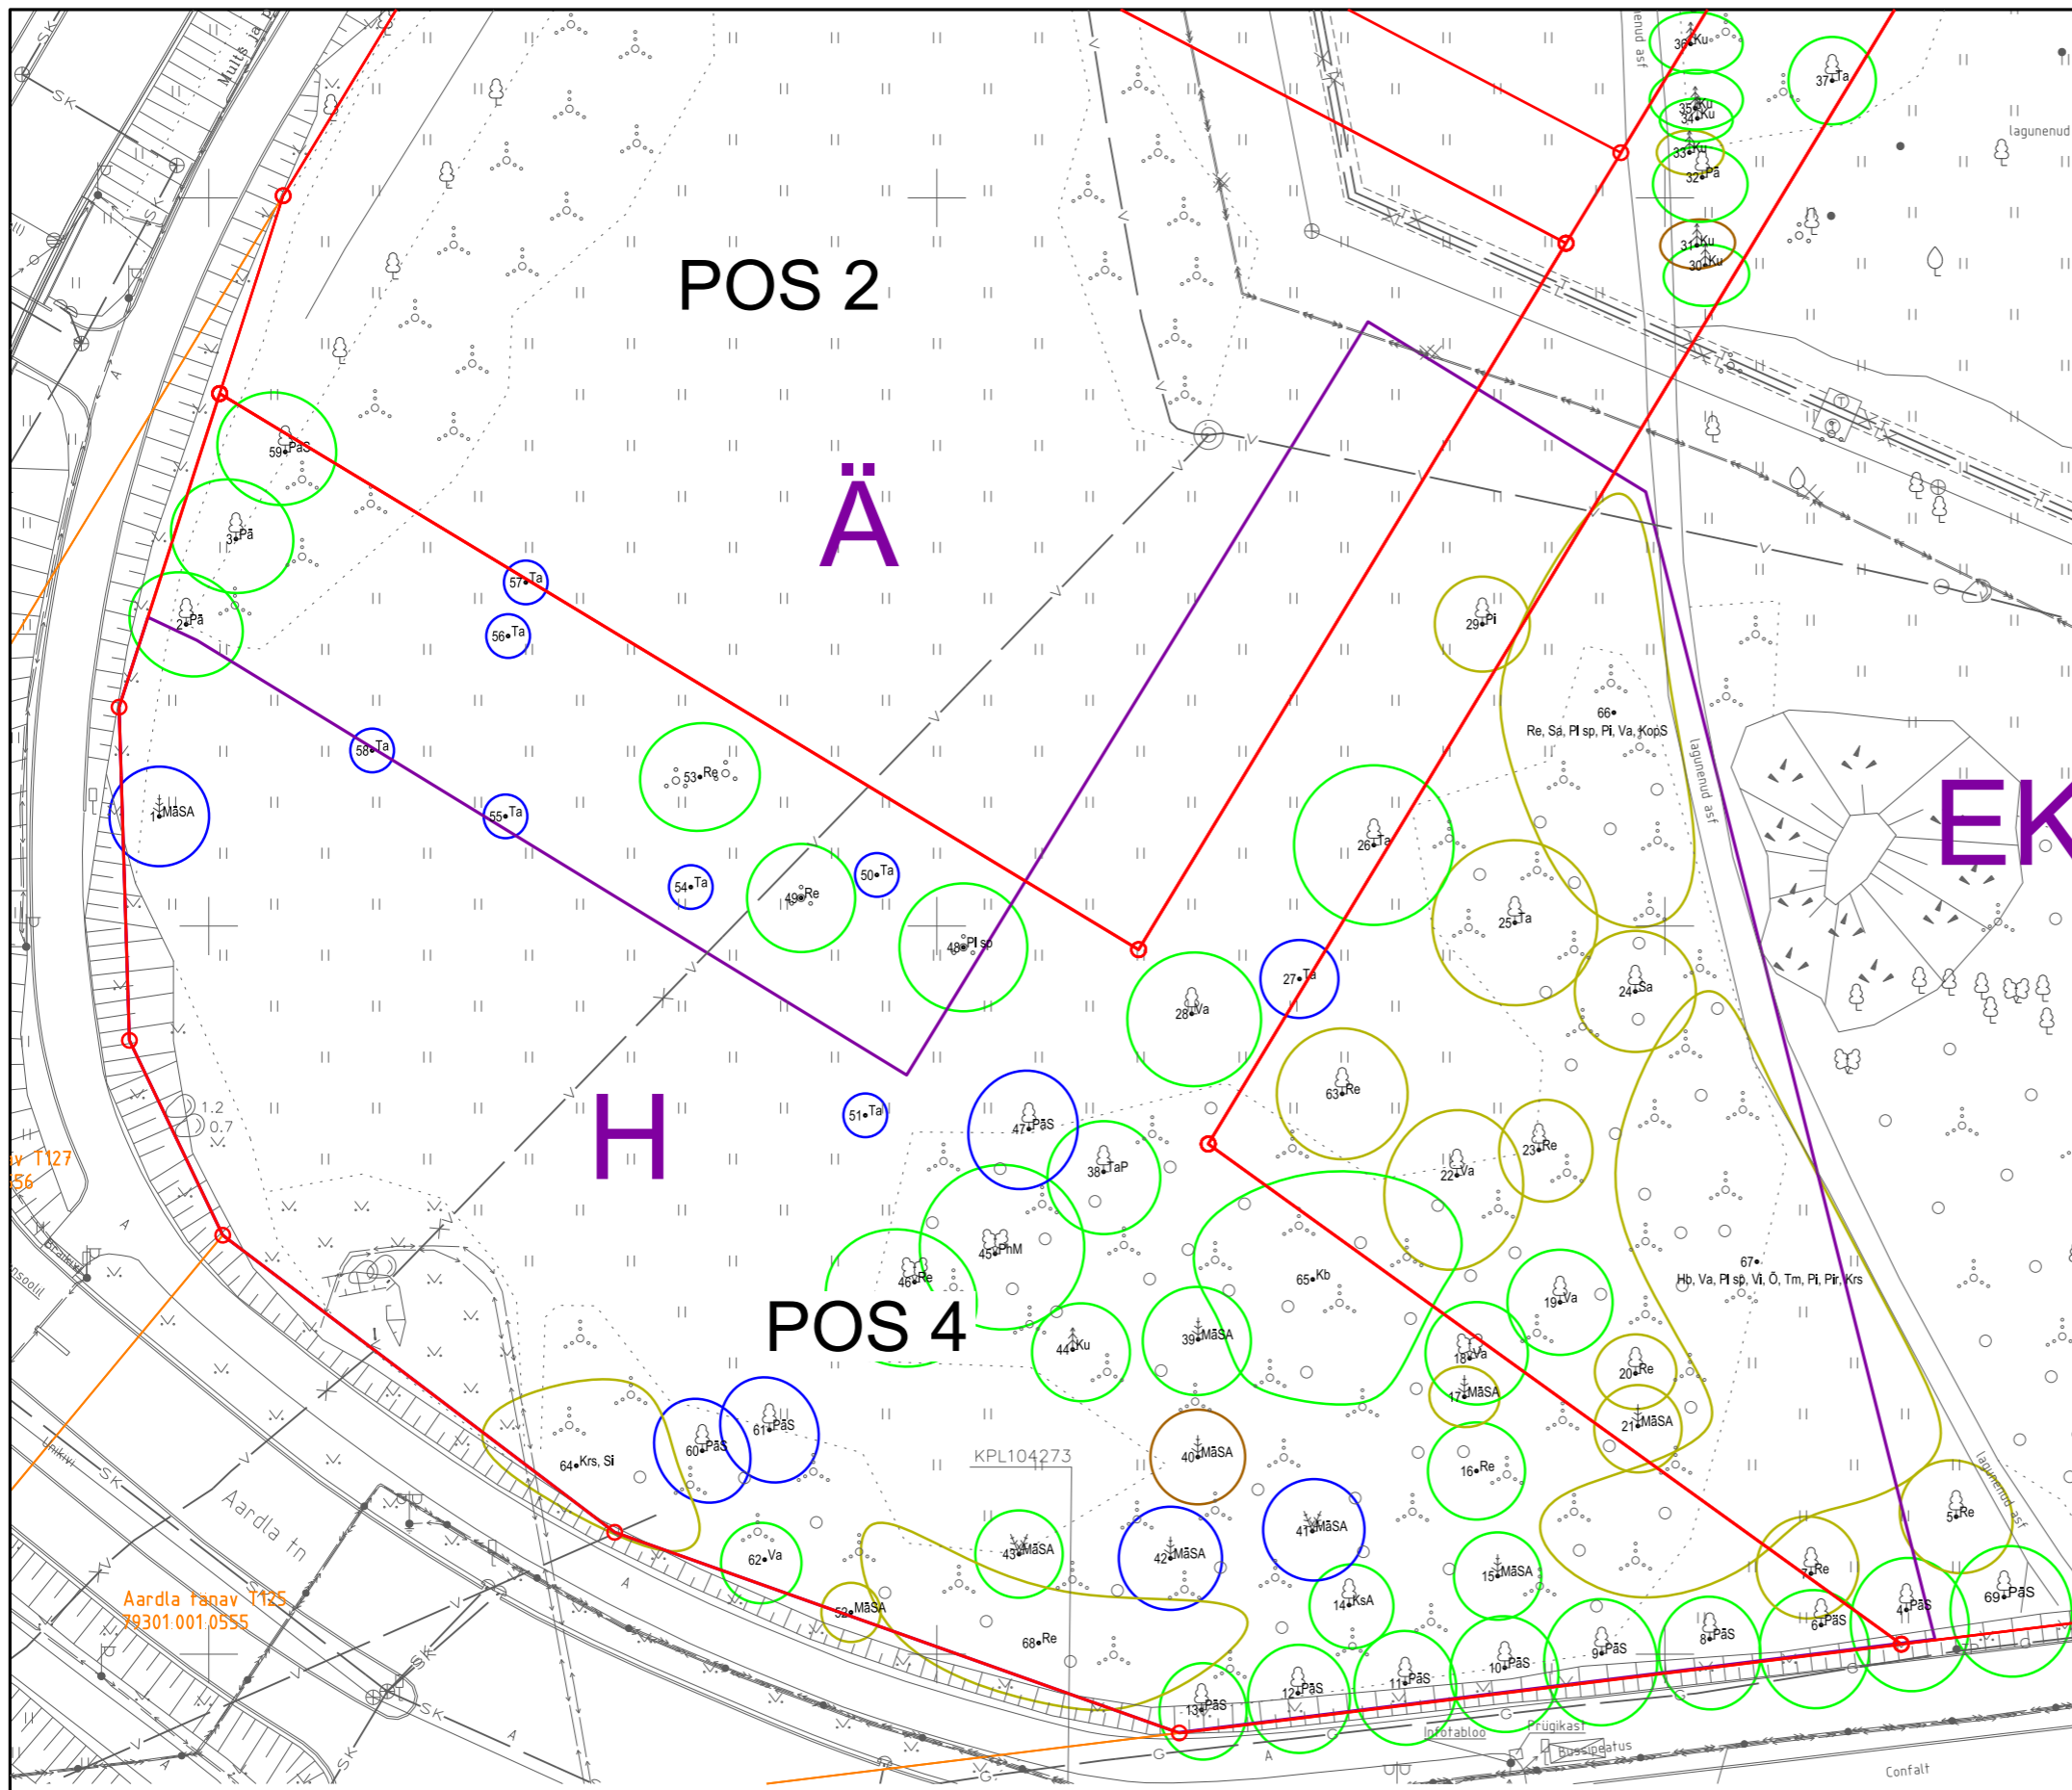 POS 2
Ä
H
EK
POS 4
36 Ku
37 Ta
35 Ku
34 Ku
33 Ku
32 Pä
31 Ku
30 Ku
lagunenud
59 PäS
3 Pä
2 Pä
57 Ta
56 Ta
58 Ta
55 Ta
1 MäSA
53 Re
54 Ta
49 Re
50 Ta
48 Pl sp
29 Pi
66
Re, Sa, Pl sp, Pi, Va, KopS
lagunenud asf
26 Ta
25 Ta
24 Sa
27 Ta
28 Va
63 Re
51 Ta
47 PäS
38 TaP
22 Va
23 Re
1.2
0.7
45 PhM
46 Re
65 Kb
67
Hb, Va, Pl sp, Vi, Õ, Tm, Pi, Pir, Krs
19 Va
44 Ku
39 MäSA
18 Va
17 MäSA
20 Re
21 MäSA
61 PäS
60 PäS
64 Krs, Si
KPL104273
40 MäSA
16 Re
41 MäSA
42 MäSA
43 MäSA
62 Va
52 MäSA
68 Re
15 MäSA
14 KsA
5 Re
7 Re
69 PäS
4 PäS
6 PäS
8 PäS
9 PäS
10 PäS
11 PäS
12 PäS
13 PäS
lagunenud asf
Aardla tn
Aardla tänav T125
79301:001:0555
Unikivi
Infotabloo
Prügikast
Bussipeatus
Confalt